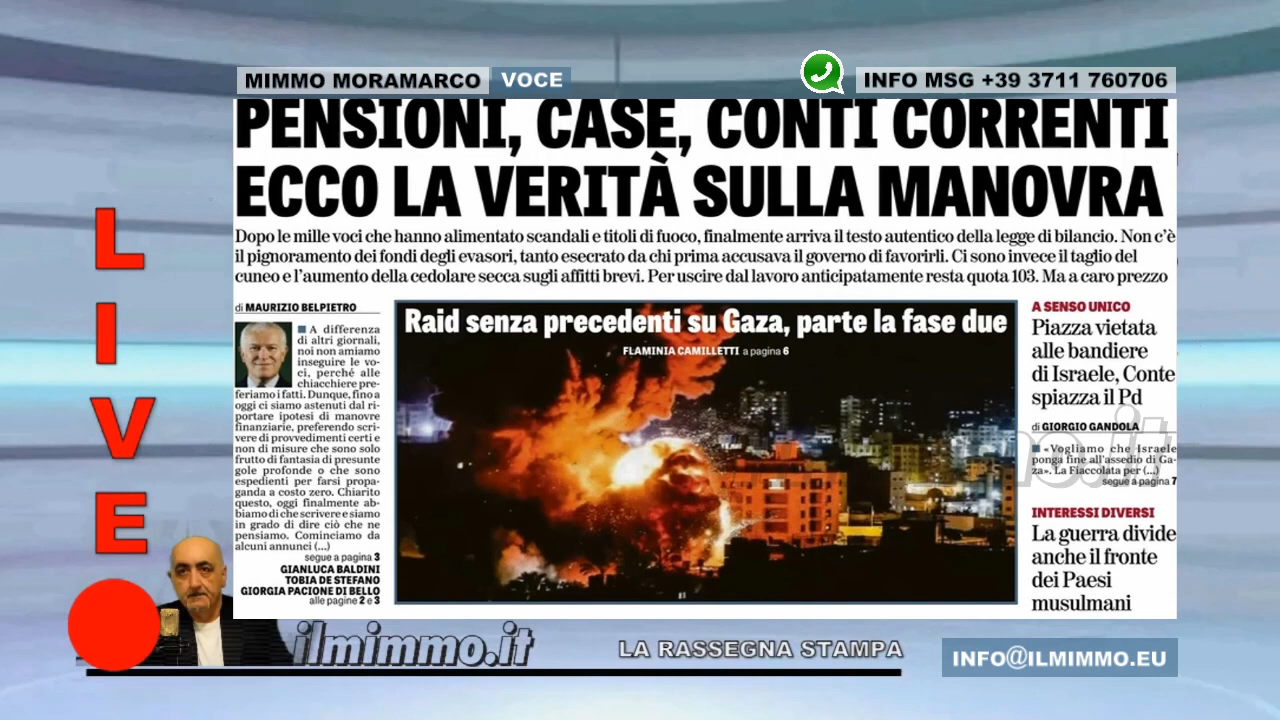 MIMMO MORAMARCO VOCE
INFO MSG +39 3711 760706
PENSIONI, CASE, CONTI CORRENTI
ECCO LA VERITÀ SULLA MANOVRA
Dopo le mille voci che hanno alimentato scandali e titoli di fuoco, finalmente arriva il testo autentico della legge di bilancio. Non c'è
il pignoramento dei fondi degli evasori, tanto esecrato da chi prima accusava il governo di favorirli. Ci sono invece il taglio del
cuneo e l'aumento della cedolare secca sugli affitti brevi. Per uscire dal lavoro anticipatamente resta quota 103. Ma a caro prezzo
di MAURIZIO BELPIETRO
A differenza
di altri giornali,
noi non amiamo
inseguire le vo-
ci, perché alle
chiacchiere pre-
feriamo i fatti. Dunque, fino a
oggi ci siamo astenuti dal ri-
portare ipotesi di manovre
finanziarie, preferendo scri-
vere di provvedimenti certi e
non di misure che sono solo
frutto di fantasia di presunte
gole profonde o che sono
espedienti per farsi propa-
ganda a costo zero. Chiarito
questo, oggi finalmente ab-
biamo di che scrivere e siamo
in grado di dire ciò che ne
pensiamo. Cominciamo da
alcuni annunci (...)
segue a pagina 3
GIANLUCA BALDINI
TOBIA DE STEFANO
GIORGIA PACIONE DI BELLO
alle pagine 2 e 3
Raid senza precedenti su Gaza, parte la fase due
FLAMINIA CAMILLETTI a pagina 6
A SENSO UNICO
Piazza vietata
alle bandiere
di Israele, Conte
spiazza il Pd
di GIORGIO GANDOLA
«Vogliamo che Israele
ponga fine all'assedio di Ga-
za». La Fiaccolata per (...)
segue a pagina 7
INTERESSI DIVERSI
La guerra divide
anche il fronte
dei Paesi
musulmani
LIVE
ilmimmo.it
LA RASSEGNA STAMPA
INFO@ILMIMMO.EU